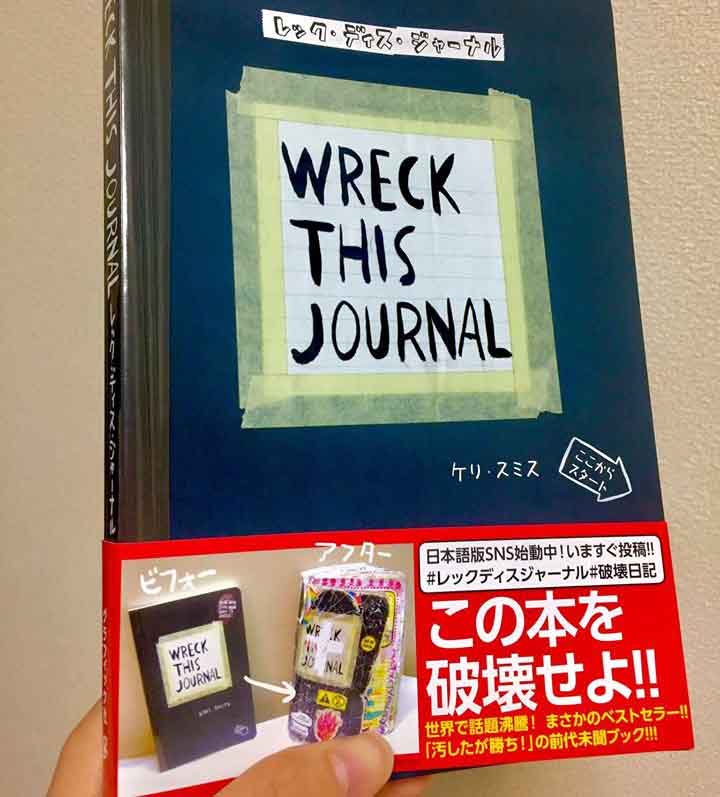 レック・ディス・ジャーナル
WRECK
THIS
JOURNAL
ケリ・スミス
ここから
スタート
THIS JOURNAL レック・ディス・ジャーナル
ビフォー
アフター
WRECK
THIS
JOURNAL
KERI SMITH
WRECK
THIS
JOURNAL
日本語版SNS始動中!いますぐ投稿!!
#レックディスジャーナル#破壊日記
この本を
破壊せよ!!
世界で話題沸騰! まさかのベストセラー!!
「汚したが勝ち!」の前代未聞ブック!!!